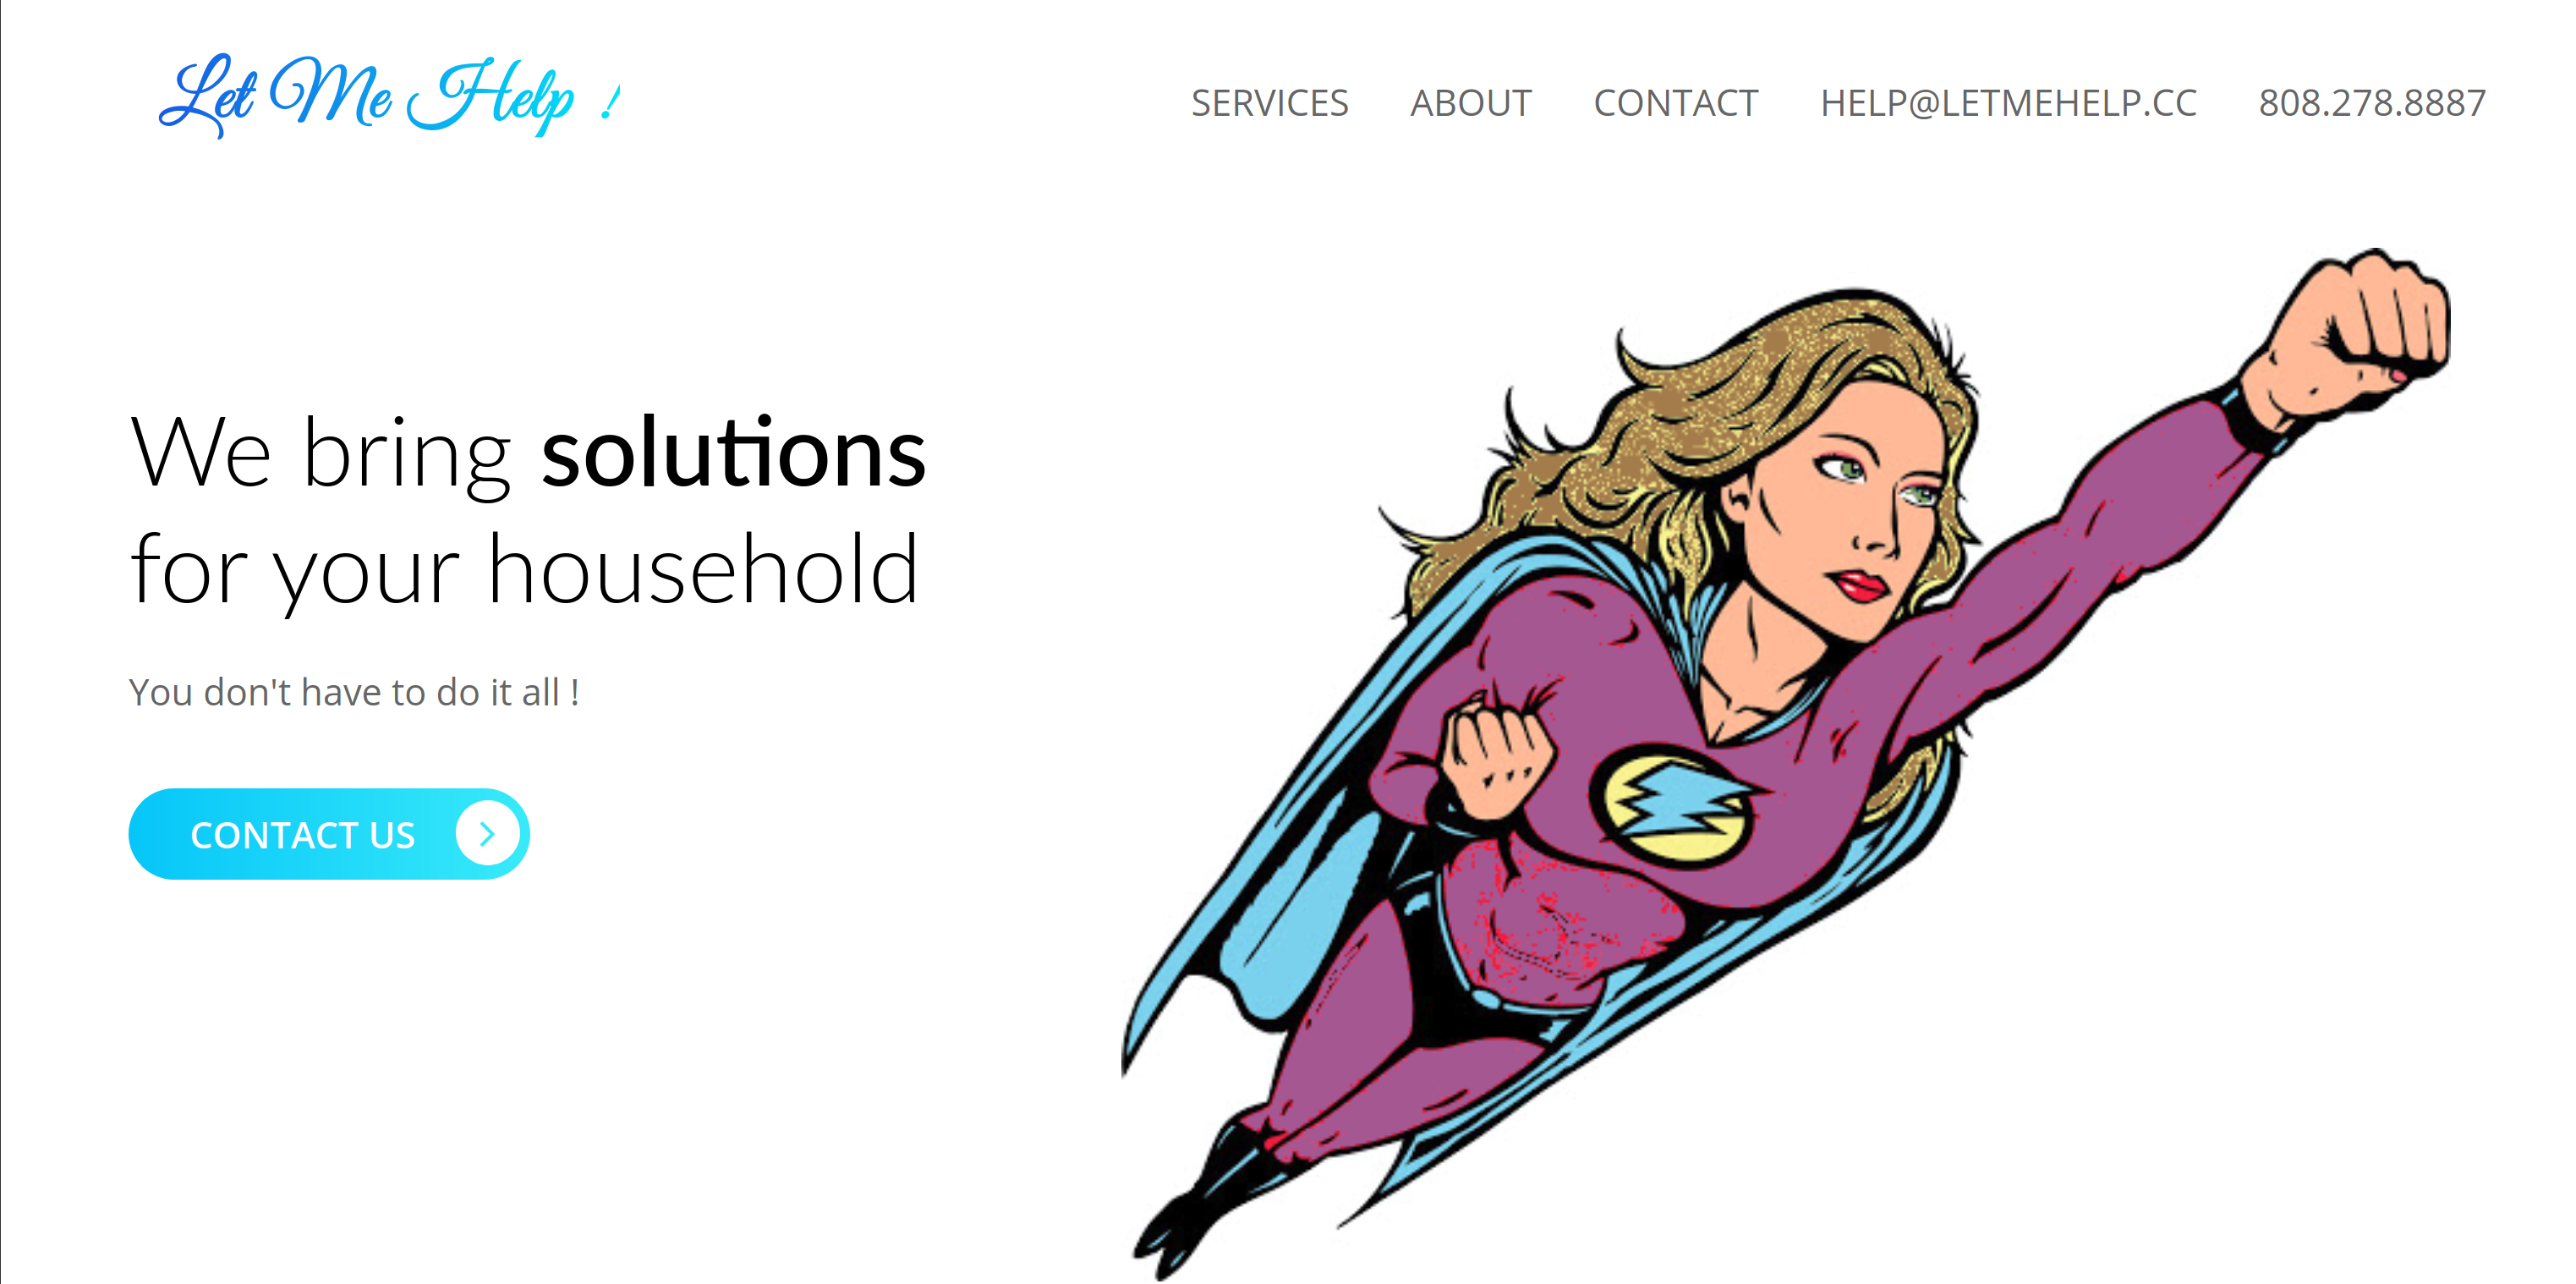 Let Me Help !
SERVICES ABOUT CONTACT HELP@LETMEHELP.CC 808.278.8887
We bring solutions
for your household
You don't have to do it all !
CONTACT US